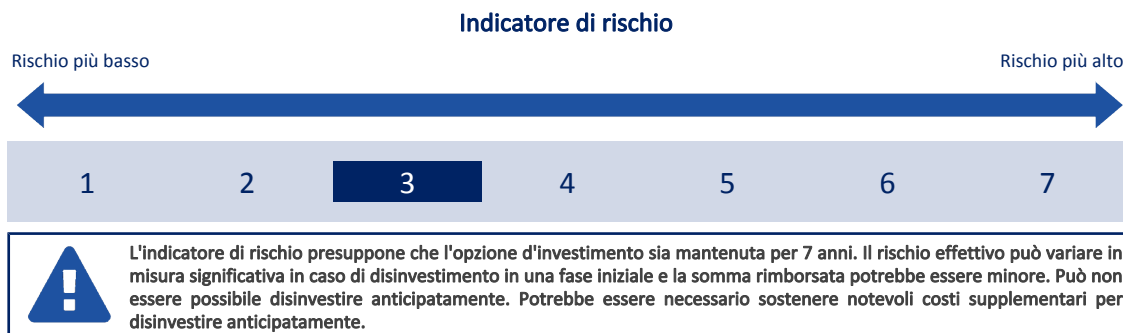 Indicatore di rischio
Rischio più basso
Rischio più alto
1 2 3 4 5 6 7
L'indicatore di rischio presuppone che l'opzione d'investimento sia mantenuta per 7 anni. Il rischio effettivo può variare in
misura significativa in caso di disinvestimento in una fase iniziale e la somma rimborsata potrebbe essere minore. Può non
essere possibile disinvestire anticipatamente. Potrebbe essere necessario sostenere notevoli costi supplementari per
disinvestire anticipatamente.